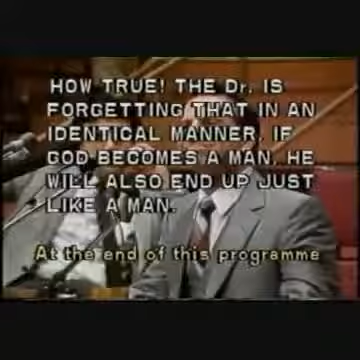 HOW TRUE! THE Dr. IS
FORGETTING THAT IN AN
IDENTICAL MANNER, IF
GOD BECOMES A MAN, HE
WILL ALSO END UP JUST
LIKE A MAN.
At the end of this programme